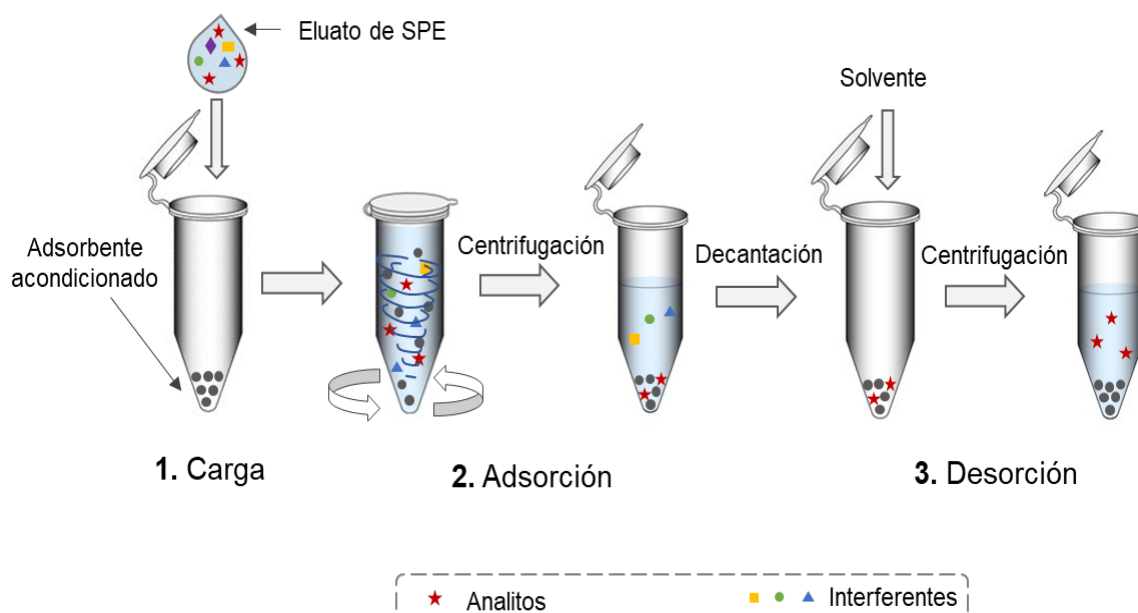 Eluato de SPE
Solvente
Adsorbente
acondicionado
Centrifugación
Decantación
Centrifugación
1. Carga
2. Adsorción
3. Desorción
Analitos
Interferentes